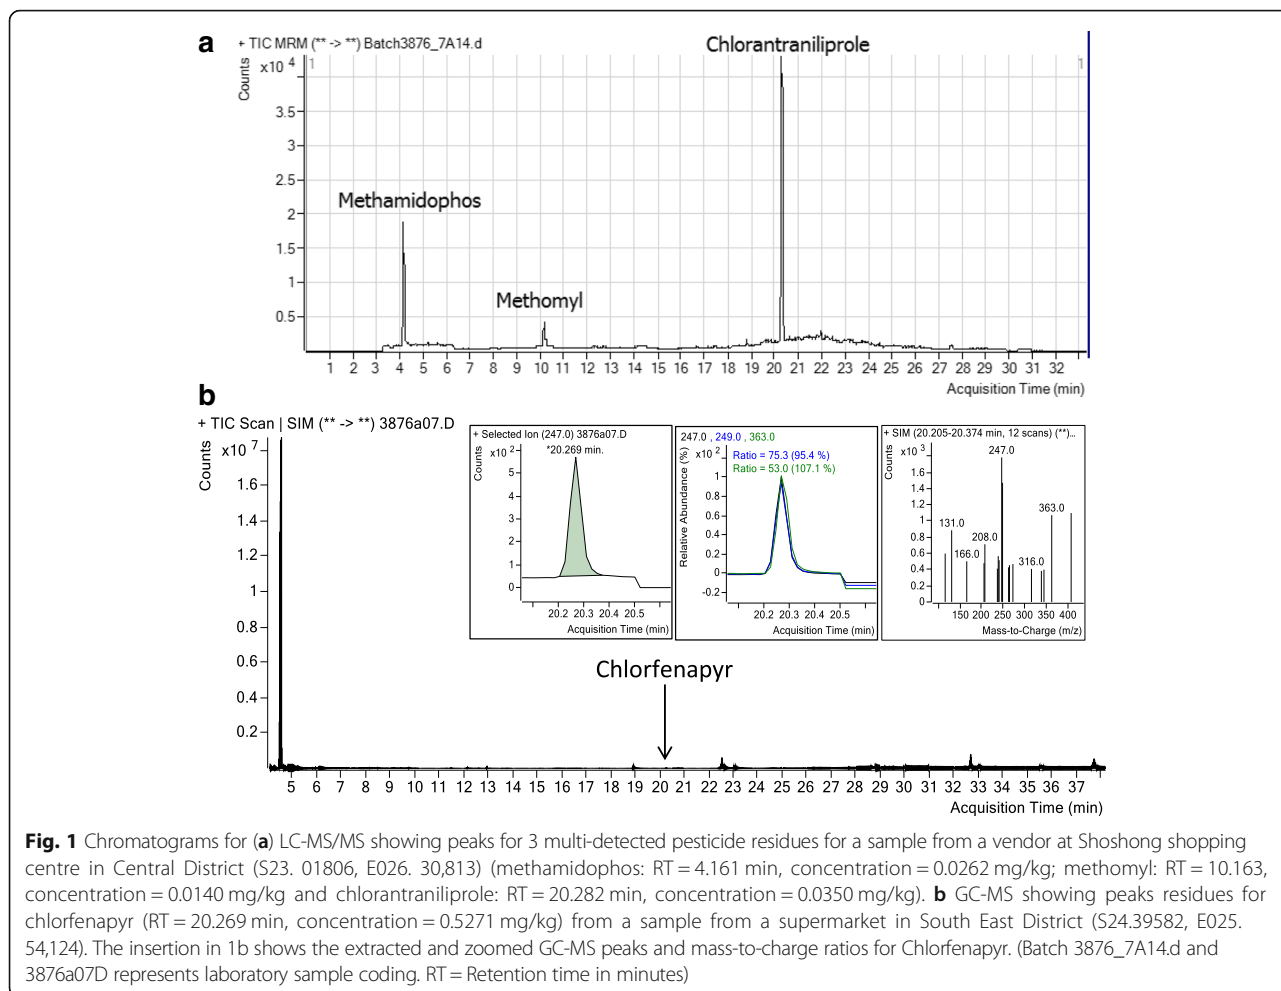 a
+ TIC MRM (** -> **) Batch3876_7A14.d
Counts
x10 4
1
1
Chlorantraniliprole
3.5
3
2.5
2
1.5
1
0.5
Methamidophos
Methomyl
1 2 3 4 5 6 7 8 9 10 11 12 13 14 15 16 17 18 19 20 21 22 23 24 25 26 27 28 29 30 31 32
Acquisition Time (min)
b
+ TIC Scan | SIM (** -> **) 3876a07.D
Counts
x10 7
1.6
1.4
1.2
1
0.8
0.6
0.4
0.2
+ Selected Ion (247.0) 3876a07.D
Counts
x10 2
*20.269 min.
5
4
3
2
1
0
20.2 20.3 20.4 20.5
Acquisition Time (min)
247.0 , 249.0 , 363.0
Relative Abundance (%)
x10 2
Ratio = 75.3 (95.4 %)
Ratio = 53.0 (107.1 %)
1
0.8
0.6
0.4
0.2
0
-0.2
20.2 20.3 20.4 20.5
Acquisition Time (min)
+ SIM (20.205-20.374 min, 12 scans) (**)...
Counts
x10 3
247.0
1.6
1.4
1.2
1
0.8
0.6
0.4
0.2
0
131.0
166.0
208.0
316.0
363.0
150 200 250 300 350 400
Mass-to-Charge (m/z)
Chlorfenapyr
5 6 7 8 9 10 11 12 13 14 15 16 17 18 19 20 21 22 23 24 25 26 27 28 29 30 31 32 33 34 35 36 37
Acquisition Time (min)
Fig. 1 Chromatograms for (a) LC-MS/MS showing peaks for 3 multi-detected pesticide residues for a sample from a vendor at Shoshong shopping
centre in Central District (S23. 01806, E026. 30,813) (methamidophos: RT = 4.161 min, concentration = 0.0262 mg/kg; methomyl: RT = 10.163,
concentration = 0.0140 mg/kg and chlorantraniliprole: RT = 20.282 min, concentration = 0.0350 mg/kg). b GC-MS showing peaks residues for
chlorfenapyr (RT = 20.269 min, concentration = 0.5271 mg/kg) from a sample from a supermarket in South East District (S24.39582, E025.
54,124). The insertion in 1b shows the extracted and zoomed GC-MS peaks and mass-to-charge ratios for Chlorfenapyr. (Batch 3876_7A14.d and
3876a07D represents laboratory sample coding. RT = Retention time in minutes)